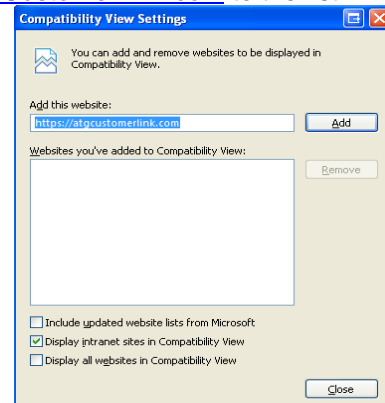 Compatibility View Settings
You can add and remove websites to be displayed in
Compatibility View.
Add this website:
https://atgcustomerlink.com
Add
Websites you've added to Compatibility View:
Remove
Include updated website lists from Microsoft
Display intranet sites in Compatibility View
Display all websites in Compatibility View
Close